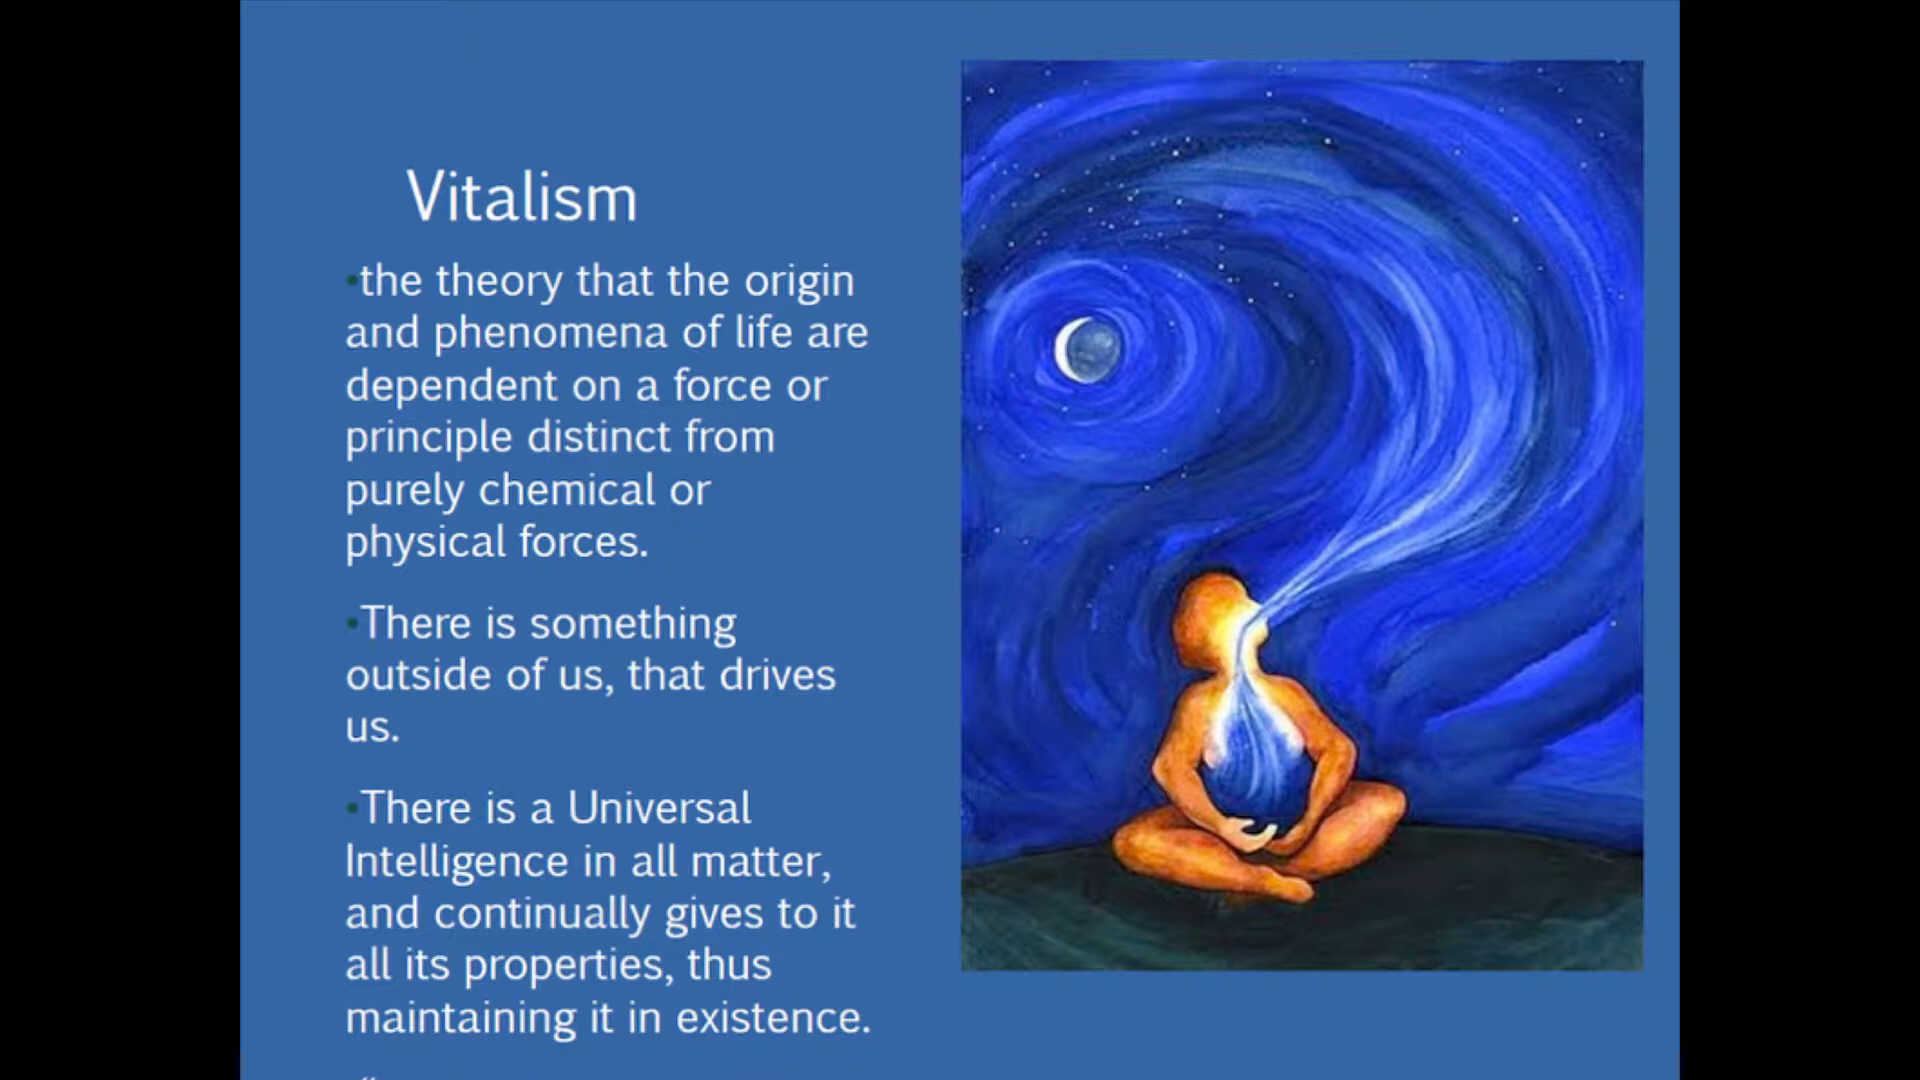 Vitalism
•the theory that the origin
and phenomena of life are
dependent on a force or
principle distinct from
purely chemical or
physical forces.
•There is something
outside of us, that drives
us.
•There is a Universal
Intelligence in all matter,
and continually gives to it
all its properties, thus
maintaining it in existence.